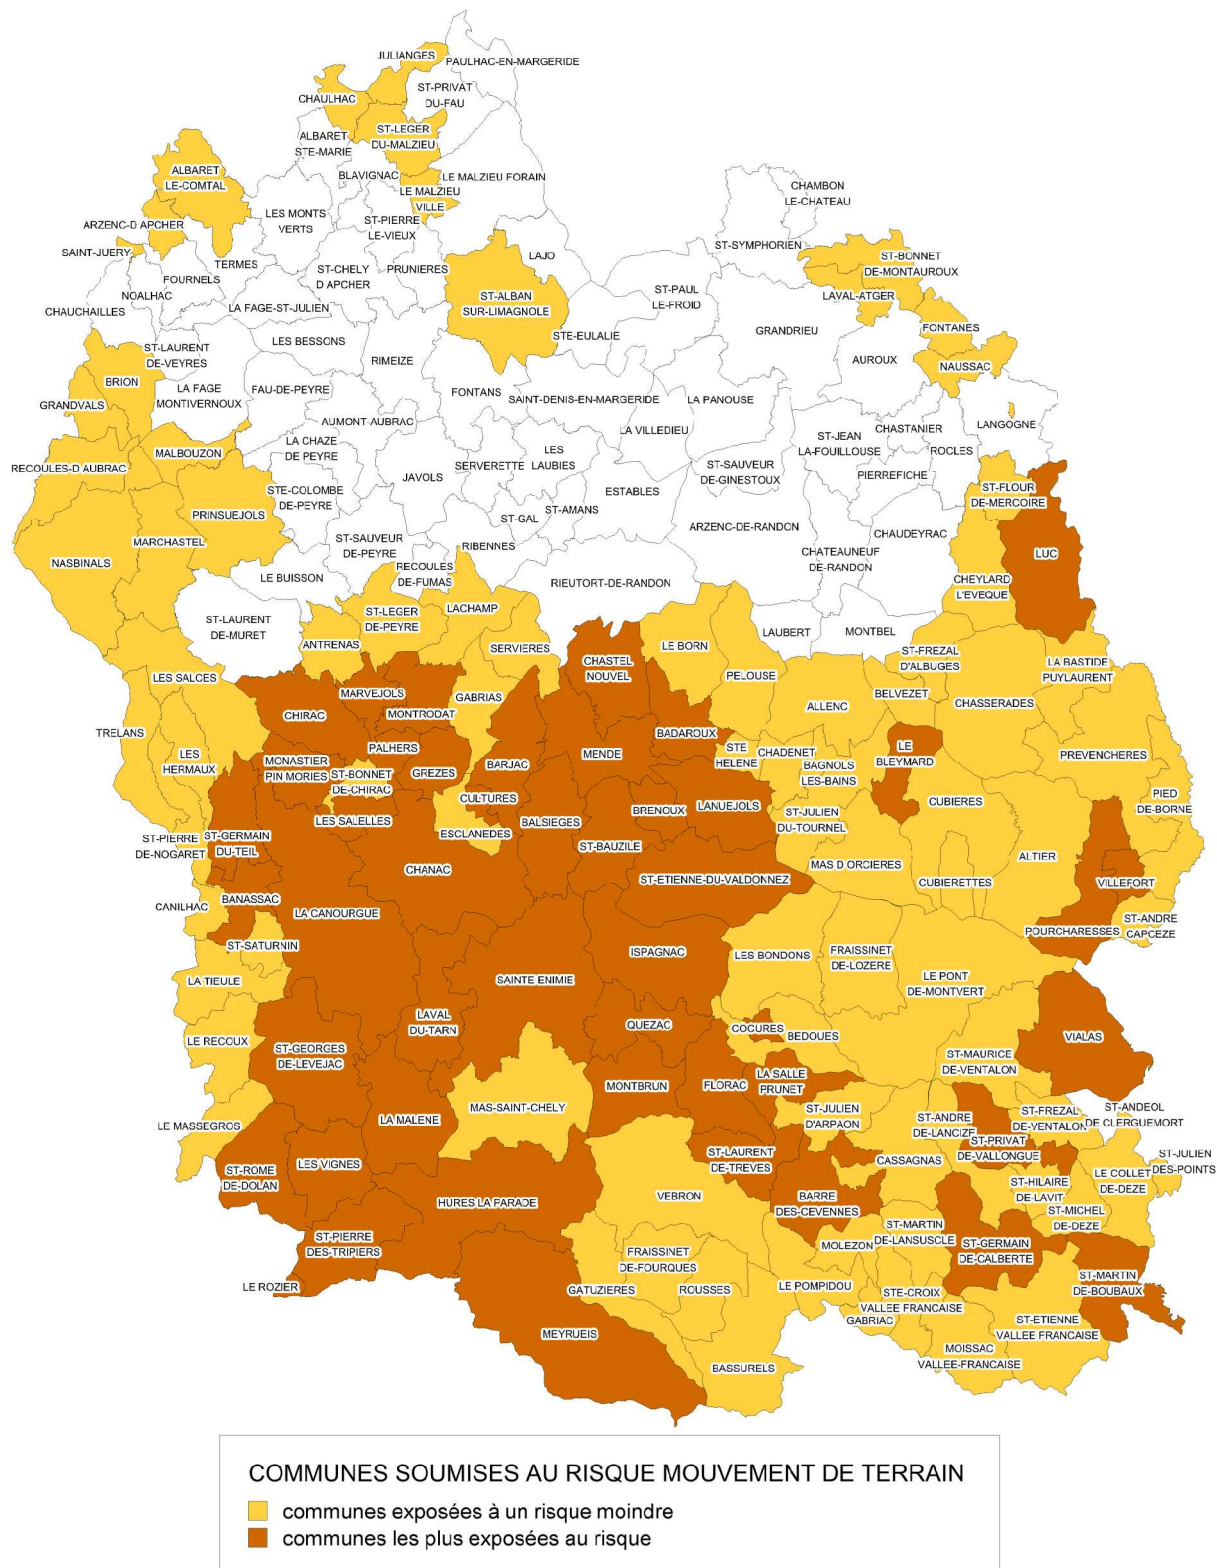 JULIANGES
PAULHAC-EN-MARGERIDE
ST-PRIVAT
DU-FAU
CHAULHAC
ST-LEGER
DU-MALZIEU
ALBARET
STE-MARIE
ALBARET
LE-COMTAL
BLAVIGNAC
LE MALZIEU FORAIN
LE MALZIEU
VILLE
CHAMBON
LE-CHATEAU
LES MONTS
VERTS
ST-PIERRE
LE-VIEUX
ARZENC-D APCHER
SAINT-JUERY
TERMES
ST-SYMPHORIEN
ST-BONNET
DE-MONTAUROUX
LAJO
FOURNELS
ST-CHELY
D APCHER
PRUNIERES
NOALHAC
ST-ALBAN
SUR-LIMAGNOLE
ST-PAUL
LE-FROID
LAVAL-ATGER
CHAUCHAILLES
LA FAGE-ST-JULIEN
GRANDRIEU
FONTANES
STE-EULALIE
LES BESSONS
ST-LAURENT
DE-VEYRES
RIMEIZE
AUROUX
NAUSSAC
BRION
LA FAGE
MONTIVERNOUX
FAU-DE-PEYRE
FONTANS
SAINT-DENIS-EN-MARGERIDE
LA PANOUSE
GRANDVALS
AUMONT-AUBRAC
LA VILLEDIEU
CHASTANIER
LANGOGNE
MALBOUZON
LA CHAZE
DE PEYRE
ST-JEAN
LA-FOUILLOUSE
ROCLES
RECOULES-D AUBRAC
SERVERETTE
LES
LAUBIES
ST-SAUVEUR
DE-GINESTOUX
PIERREFICHE
JAVOLS
STE-COLOMBE
DE-PEYRE
ESTABLES
ST-FLOUR
DE-MERCOIRE
PRINSUEJOLS
ST-GAL
ST-AMANS
ARZENC-DE-RANDON
CHAUDEYRAC
MARCHASTEL
ST-SAUVEUR
DE-PEYRE
RIBENNES
CHATEAUNEUF
DE-RANDON
LUC
NASBINALS
LE BUISSON
RECOULES
DE-FUMAS
RIEUTORT-DE-RANDON
CHEYLARD
L'EVEQUE
ST-LAURENT
DE-MURET
ST-LEGER
DE-PEYRE
LACHAMP
LAUBERT
MONTBEL
ANTRENAS
SERVIERES
LE BORN
ST-FREZAL
D'ALBUGES
LA BASTIDE
PUYLAURENT
LES SALCES
CHASTEL
NOUVEL
PELOUSE
MARVEJOLS
GABRIAS
BELVEZET
CHASSERADES
CHIRAC
MONTRODAT
ALLENC
TRELANS
BADAROUX
LES
HERMAUX
PALHERS
MENDE
STE
HELENE
CHADENET
LE
BLEYMARD
PREVENCHERES
MONASTIER
PIN MORIES
ST-BONNET
DE-CHIRAC
GREZES
BARJAC
BAGNOLS
LES-BAINS
CULTURES
BRENOUX
LANUEJOLS
CUBIERES
PIED
DE-BORNE
LES SALELLES
ESCLANEDES
BALSIEGES
ST-JULIEN
DU-TOURNEL
ST-PIERRE
DE-NOGARET
ST-GERMAIN
DU-TEIL
ST-BAUZILE
CHANAC
MAS D ORCIERES
ALTIER
ST-ETIENNE-DU-VALDONNEZ
CUBIERETTES
VILLEFORT
CANILHAC
BANASSAC
LA CANOURGUE
ST-ANDRE
CAPCEZE
POURCHARESSES
ST-SATURNIN
ISPAGNAC
LES BONDONS
FRAISSINET
DE-LOZERE
LA TIEULE
SAINTE ENIMIE
LE PONT
DE-MONTVERT
LAVAL
DU-TARN
QUEZAC
COCURES
BEDOUES
VIALAS
LE RECOUX
ST-GEORGES
DE-LEVEJAC
ST-MAURICE
DE-VENTALON
MONTBRUN
FLORAC
LA SALLE
PRUNET
MAS-SAINT-CHELY
LA MALENE
ST-JULIEN
D'ARPAON
ST-ANDRE
DE-LANCIZE
ST-FREZAL
DE-VENTALON
ST-ANDEOL
DE CLERGUEMORT
LE MASSEGROS
ST-PRIVAT
DE-VALLONGUE
ST-LAURENT
DE-TREVES
CASSAGNAS
ST-JULIEN
DES-POINTS
ST-ROME
DE-DOLAN
LES VIGNES
LE COLLET
DE-DEZE
ST-HILAIRE
DE-LAVIT
VEBRON
BARRE
DES-CEVENNES
HURES LA PARADE
ST-MICHEL
DE-DEZE
ST-MARTIN
DE-LANSUSCLE
ST-PIERRE
DES-TRIPIERS
MOLEZON
ST-GERMAIN
DE-CALBERTE
FRAISSINET
DE-FOURQUES
ST-MARTIN
DE-BOUBAUX
LE ROZIER
GATUZIERES
ROUSSES
LE POMPIDOU
STE-CROIX
VALLEE FRANCAISE
GABRIAC
ST-ETIENNE
VALLEE FRANCAISE
MEYRUEIS
MOISSAC
VALLEE-FRANCAISE
BASSURELS
COMMUNES SOUMISES AU RISQUE MOUVEMENT DE TERRAIN
communes exposées à un risque moindre
communes les plus exposées au risque